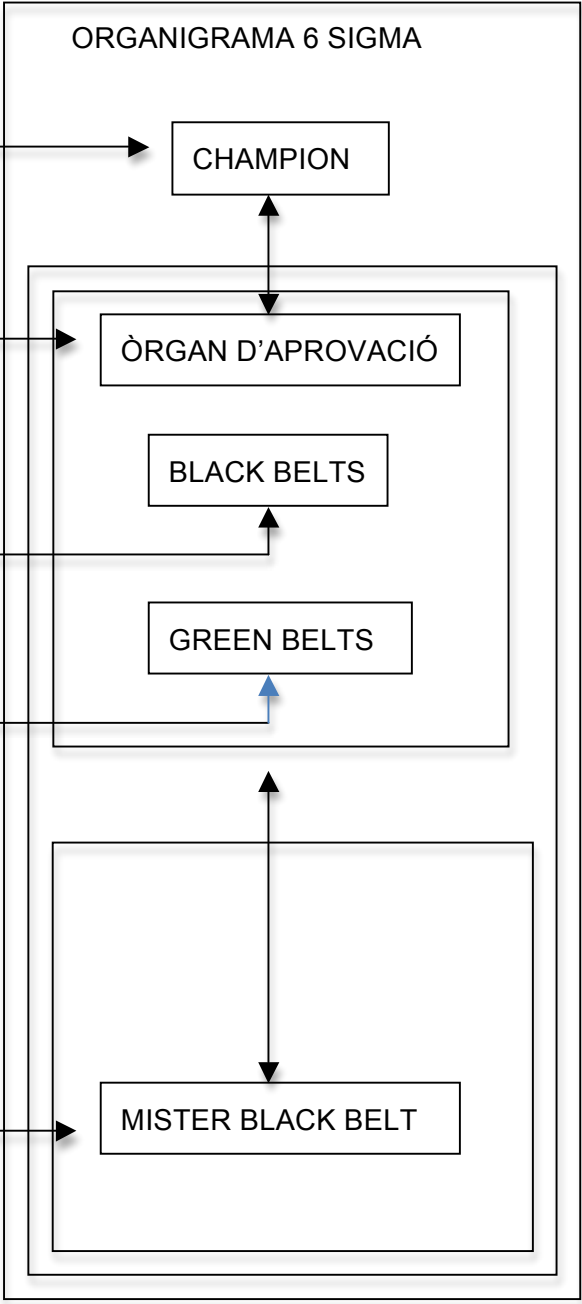 ORGANIGRAMA 6 SIGMA
CHAMPION
ÒRGAN D’APROVACIÓ
BLACK BELTS
GREEN BELTS
MISTER BLACK BELT